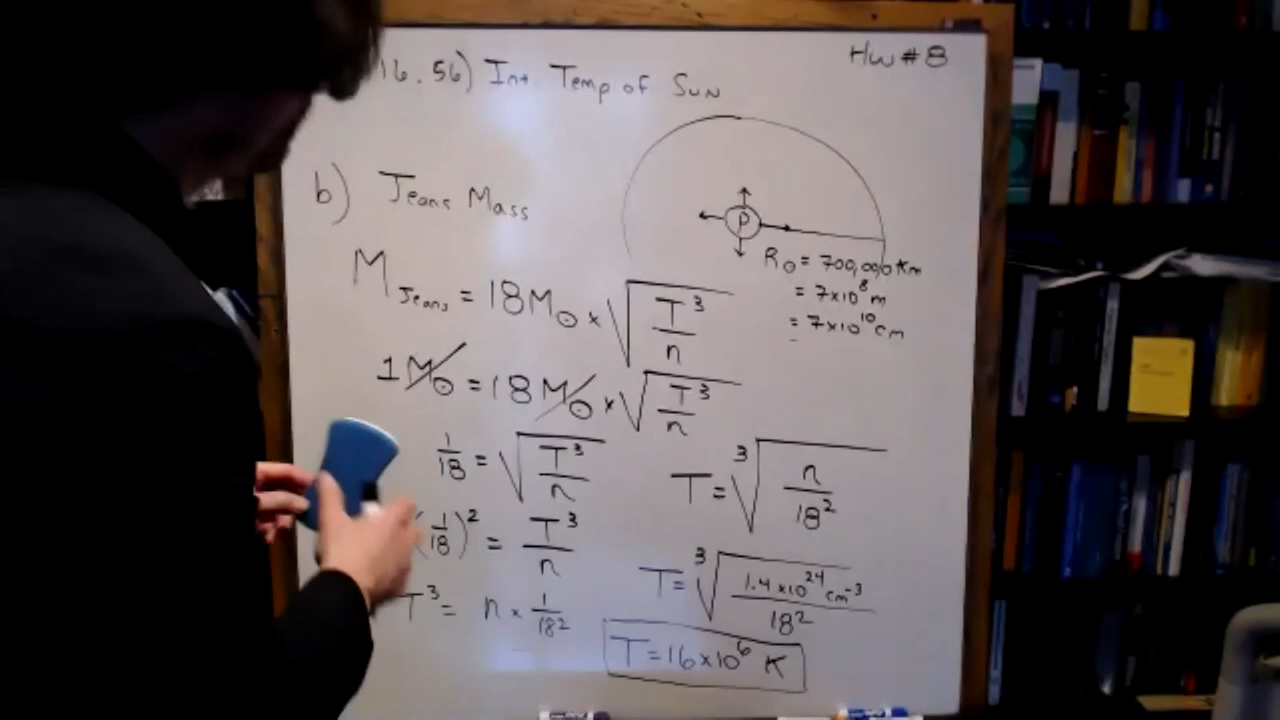 HW#8
16.56) Int Temp of Sun
b) Jeans Mass
P
R⊙ = 700,000 Km
= 7×10⁸ m
= 7×10¹⁰ cm
M_Jeans = 18M⊙ × √(T³/n)
1M⊙ = 18M⊙ × √(T³/n)
1/18 = √(T³/n)
(1/18)² = T³/n
T³ = n × 1/18²
T = ∛(n/18²)
T = ∛(1.4×10²⁴ cm⁻³/18²)
T = 16×10⁶ K